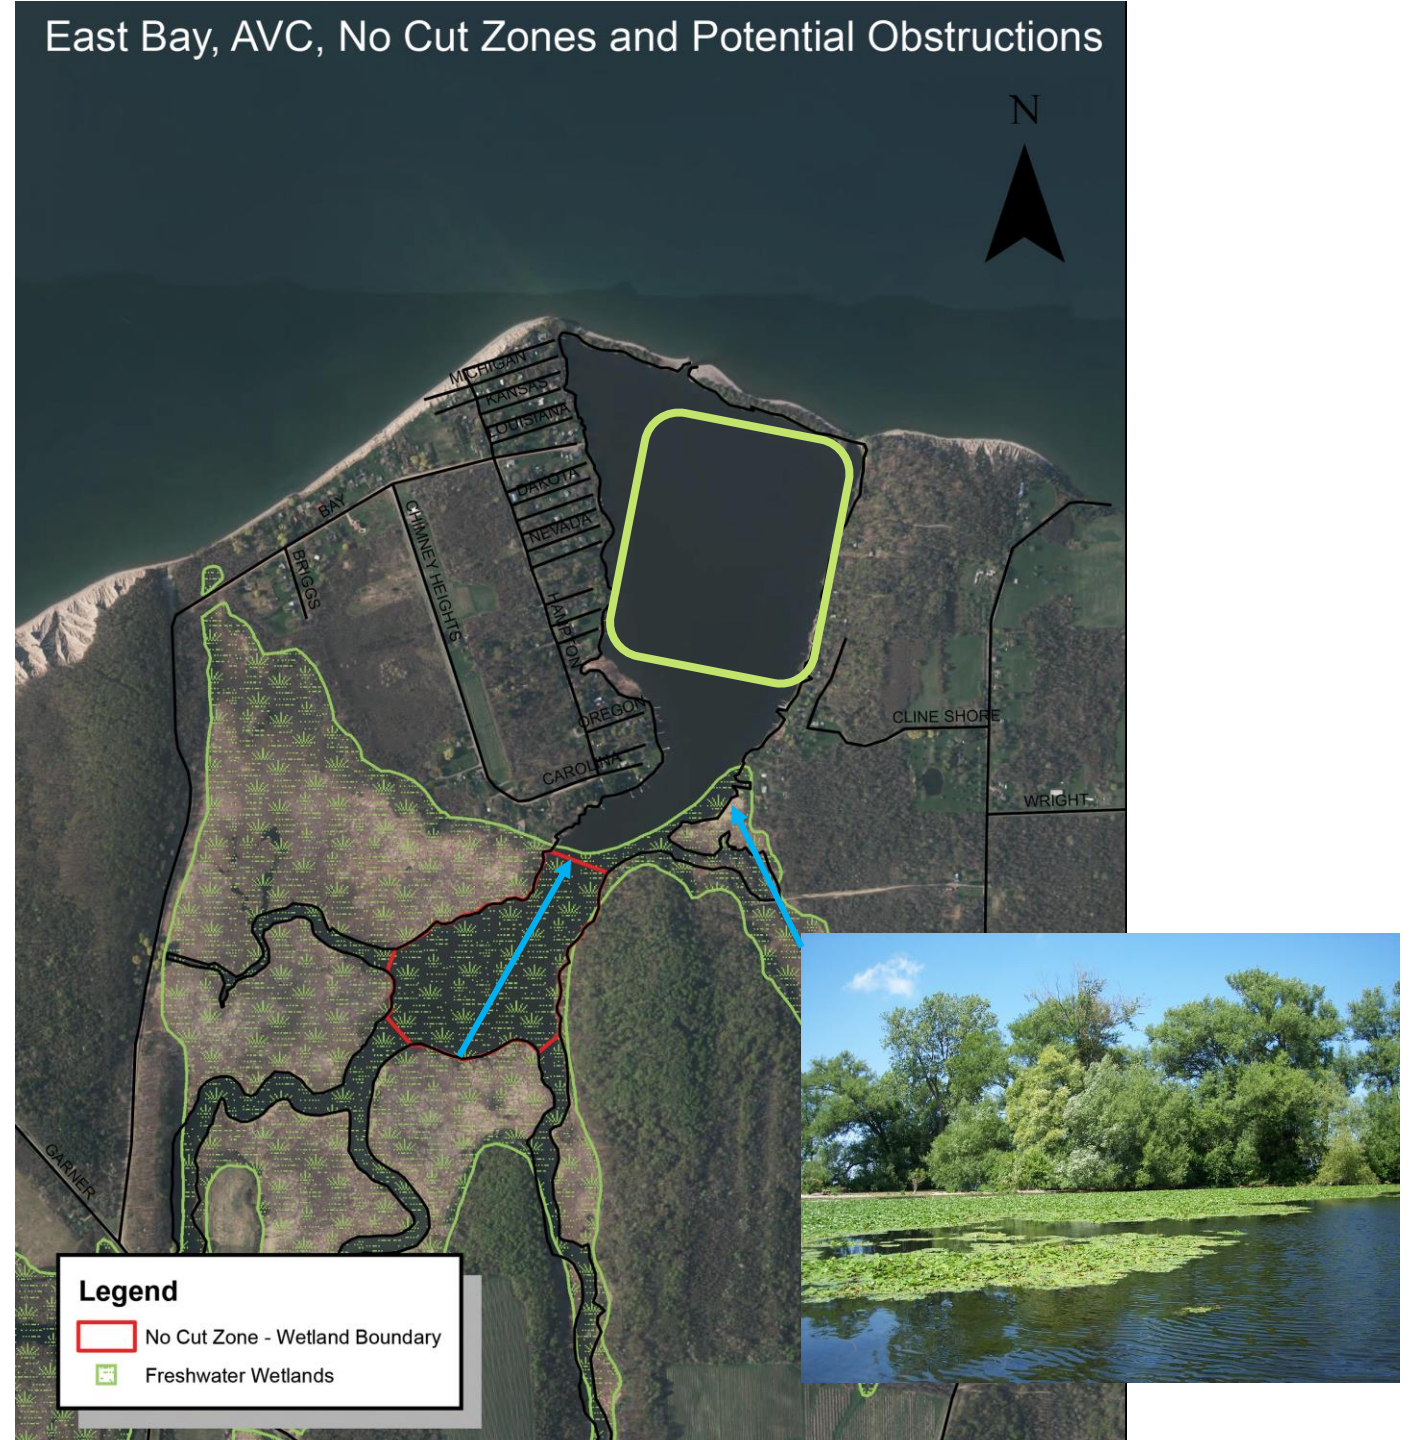 East Bay, AVC, No Cut Zones and Potential Obstructions
N
MICHIGAN
KANSAS
LOUISIANA
DAKOTA
BAY
CHIMNEY HEIGHTS
NEVADA
BRIGGS
HAMPTON
OREGON
CLINE SHORE
CAROLINA
WRIGHT
GARNER
Legend
No Cut Zone - Wetland Boundary
Freshwater Wetlands